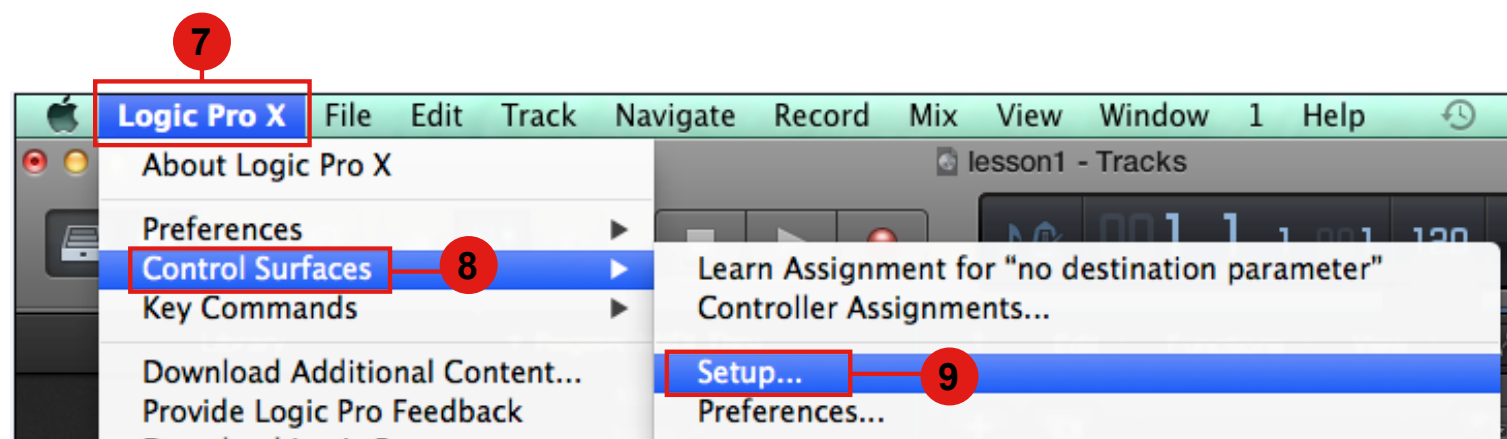 7
Logic Pro X File Edit Track Navigate Record Mix View Window 1 Help
About Logic Pro X
lesson1 - Tracks
Preferences
Control Surfaces 8
Key Commands
Learn Assignment for “no destination parameter”
Controller Assignments...
Download Additional Content...
Provide Logic Pro Feedback
Setup... 9
Preferences...